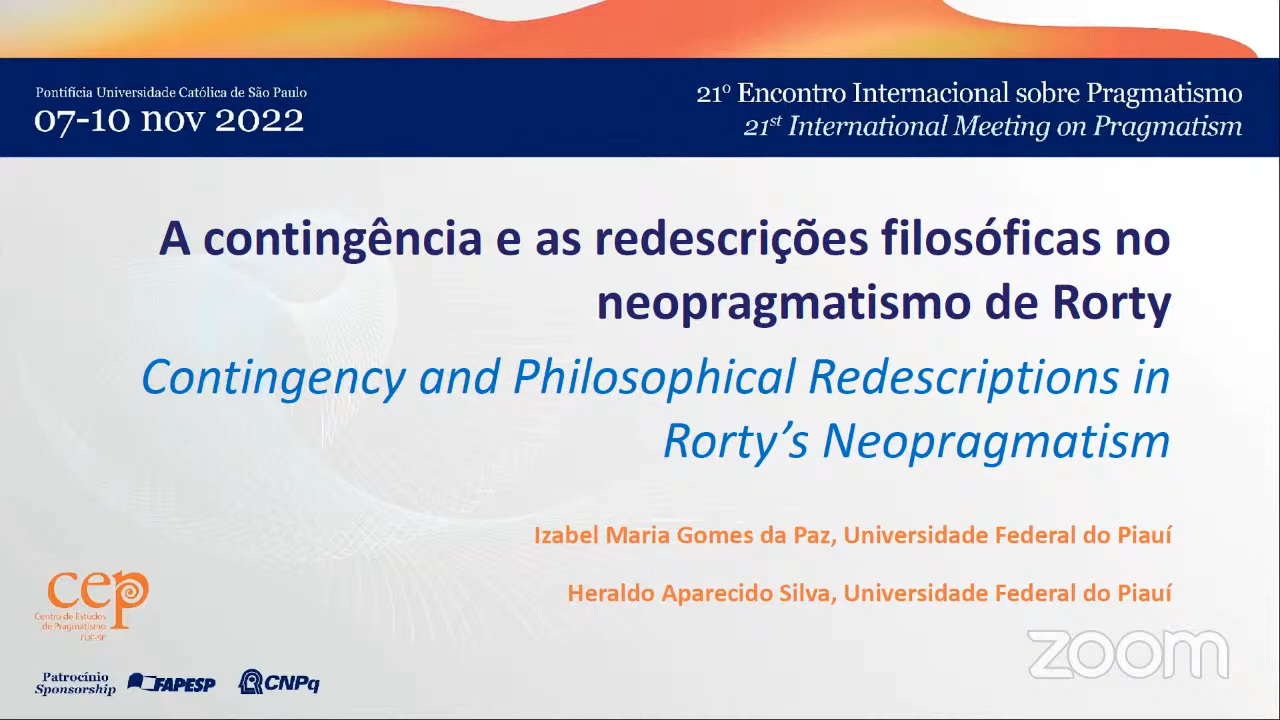 Pontifícia Universidade Católica de São Paulo
07-10 nov 2022
21º Encontro Internacional sobre Pragmatismo
21st International Meeting on Pragmatism
A contingência e as redescrições filosóficas no
neopragmatismo de Rorty
Contingency and Philosophical Redescriptions in
Rorty's Neopragmatism
Izabel Maria Gomes da Paz, Universidade Federal do Piauí
Heraldo Aparecido Silva, Universidade Federal do Piauí
cep
Centro de Estudos
de Pragmatismo
PUC-SP
zoom
Patrocínio
Sponsorship
FAPESP
CNPq